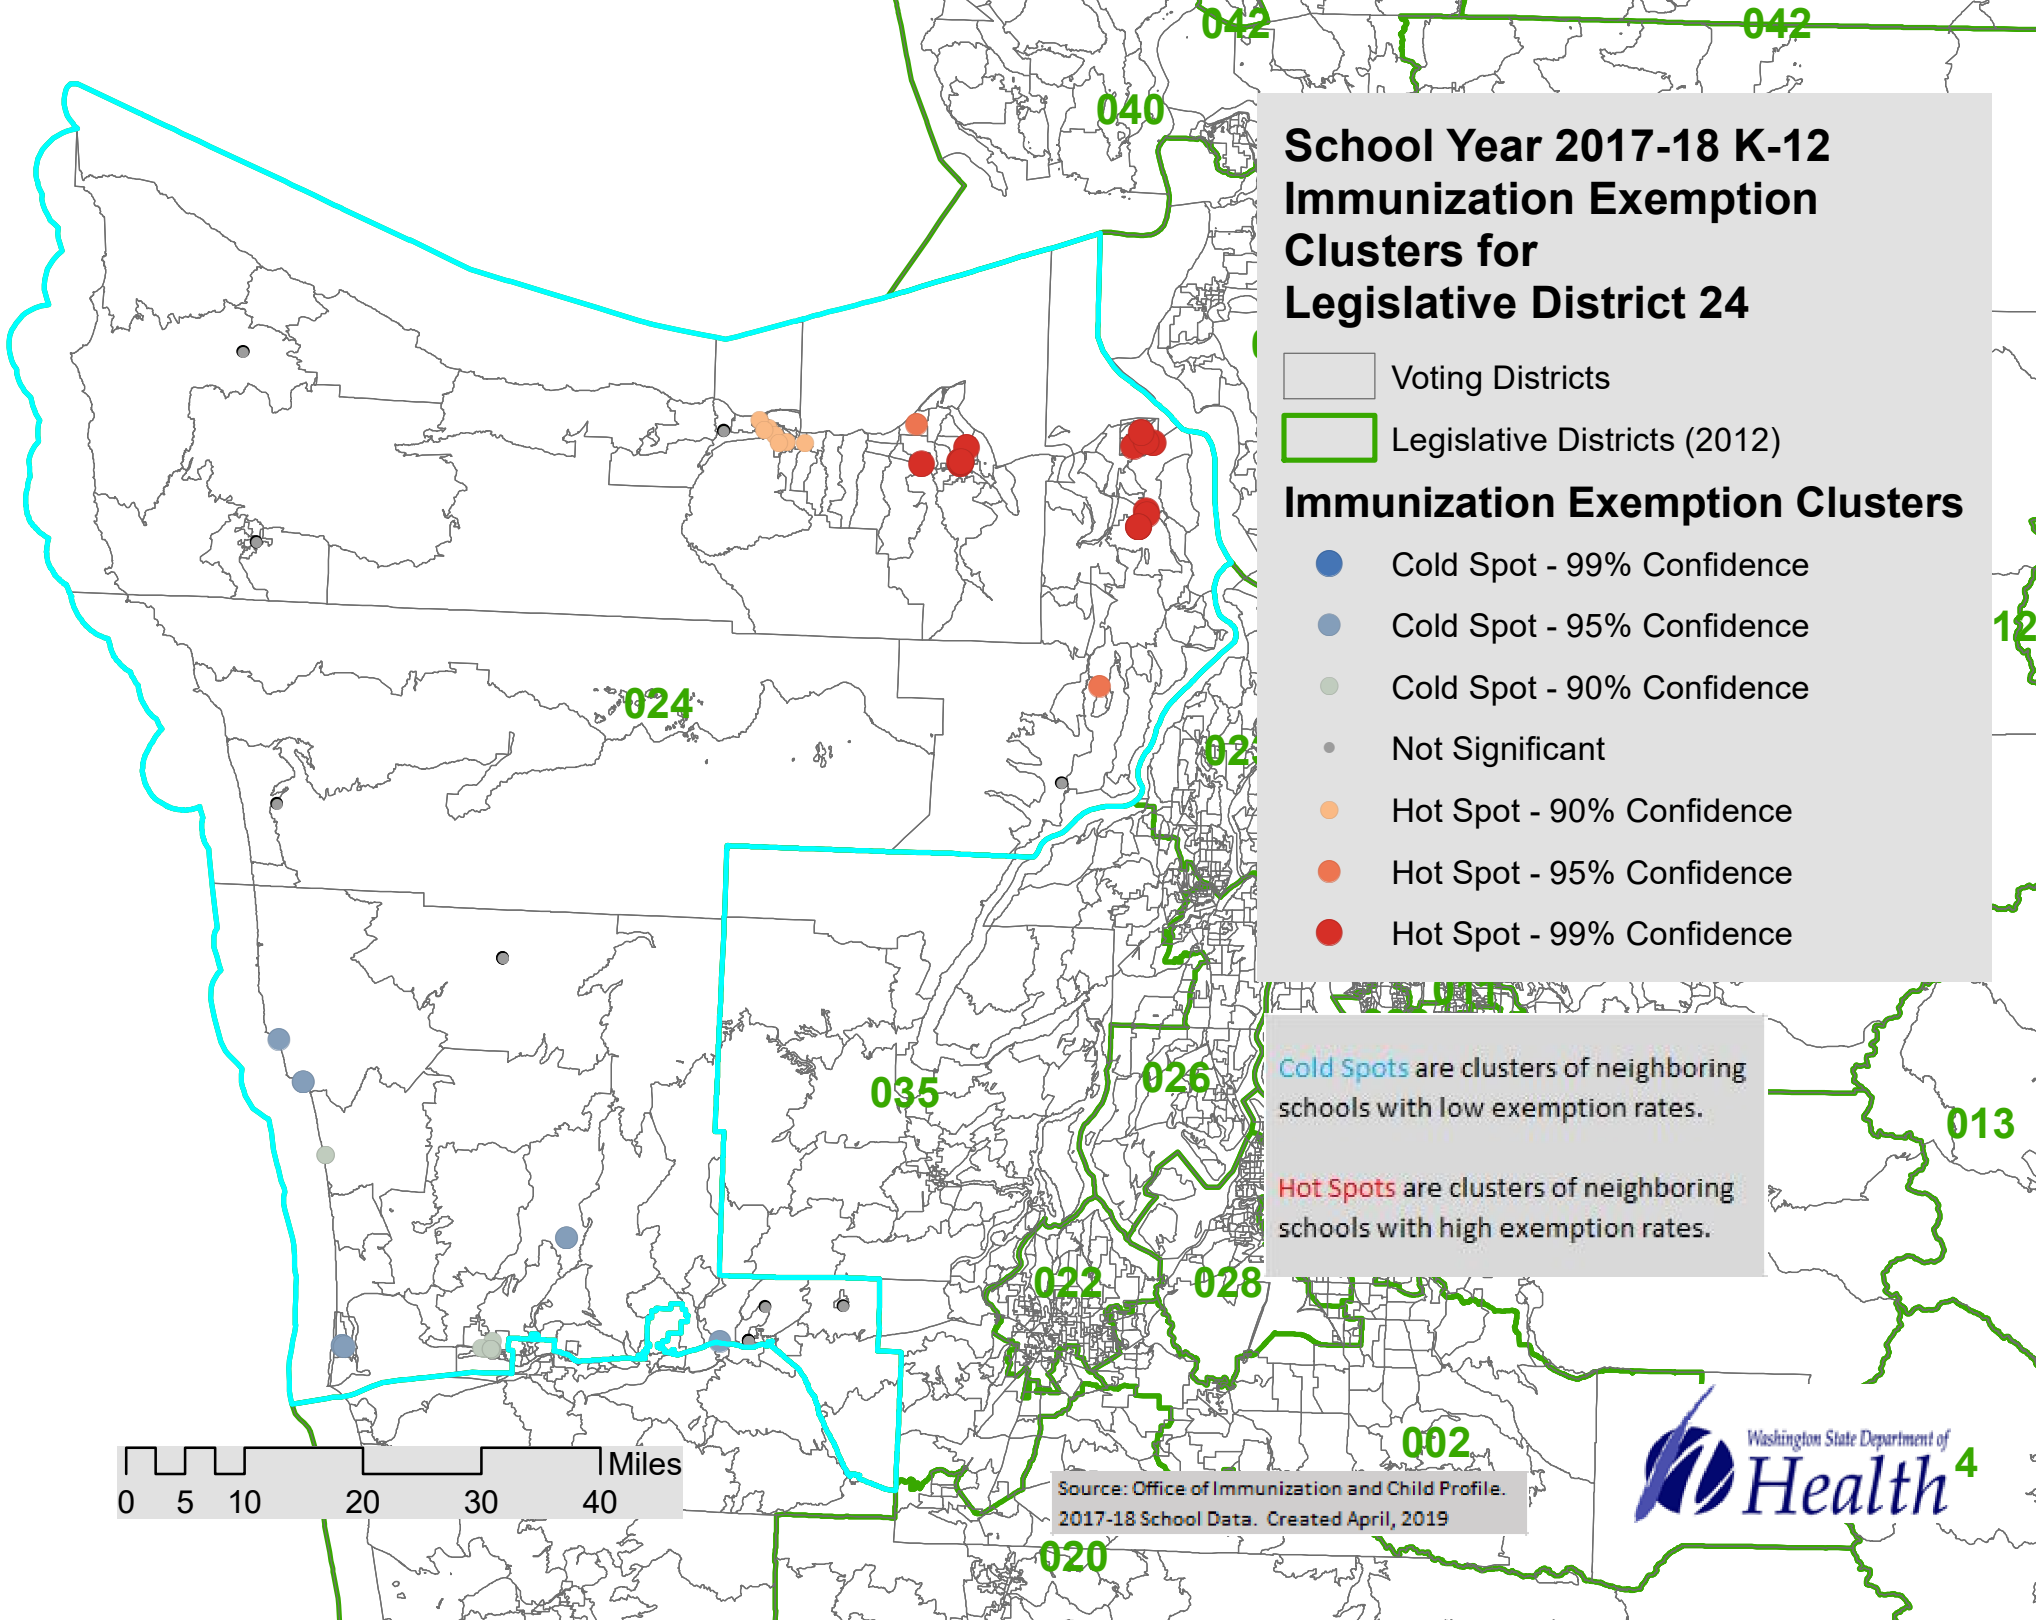 042
042
040
School Year 2017-18 K-12
Immunization Exemption
Clusters for
Legislative District 24
Voting Districts
Legislative Districts (2012)
Immunization Exemption Clusters
Cold Spot - 99% Confidence
Cold Spot - 95% Confidence
12
Cold Spot - 90% Confidence
024
Not Significant
Hot Spot - 90% Confidence
Hot Spot - 95% Confidence
Hot Spot - 99% Confidence
Cold Spots are clusters of neighboring
schools with low exemption rates.
035
026
013
Hot Spots are clusters of neighboring
schools with high exemption rates.
022
028
002
Miles
0 5 10 20 30 40
Source: Office of Immunization and Child Profile.
2017-18 School Data. Created April, 2019
Washington State Department of
Health
4
020